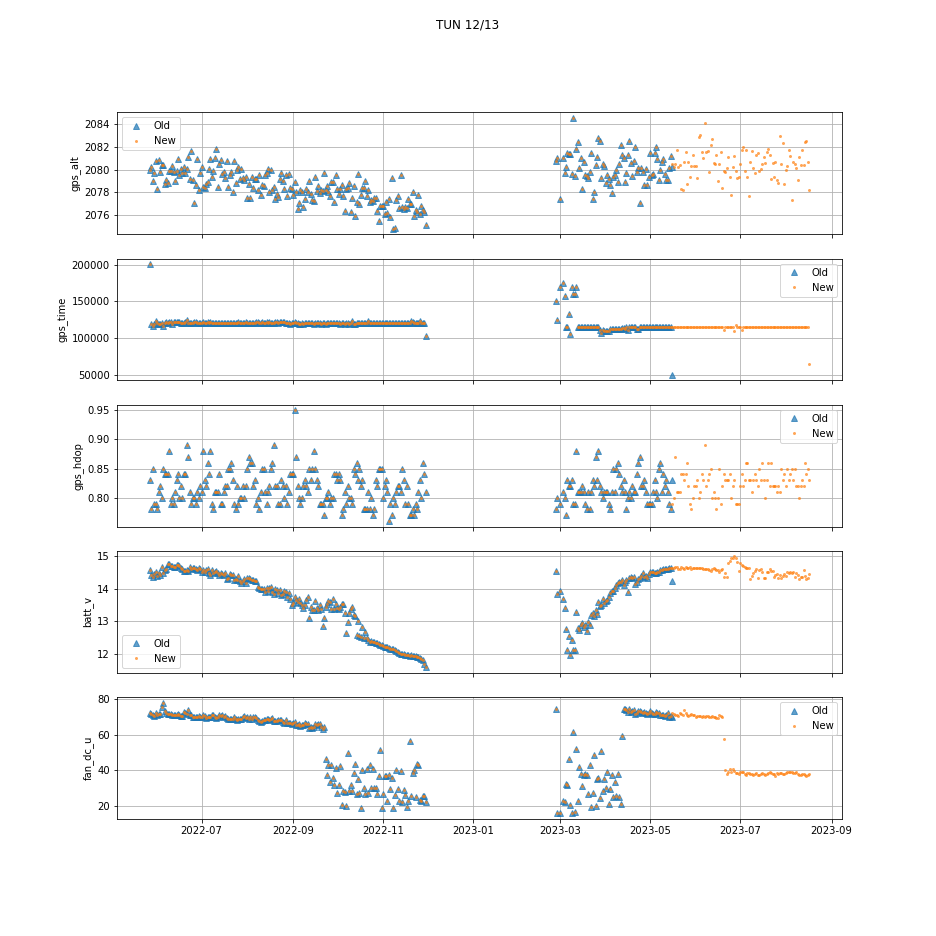 TUN 12/13
2084
2082
2080
2078
2076
gps_alt
Old
New
200000
150000
100000
50000
gps_time
Old
New
0.95
0.90
0.85
0.80
gps_hdop
Old
New
15
14
13
12
batt_v
Old
New
80
60
40
20
fan_dc_u
Old
New
2022-07 2022-09 2022-11 2023-01 2023-03 2023-05 2023-07 2023-09